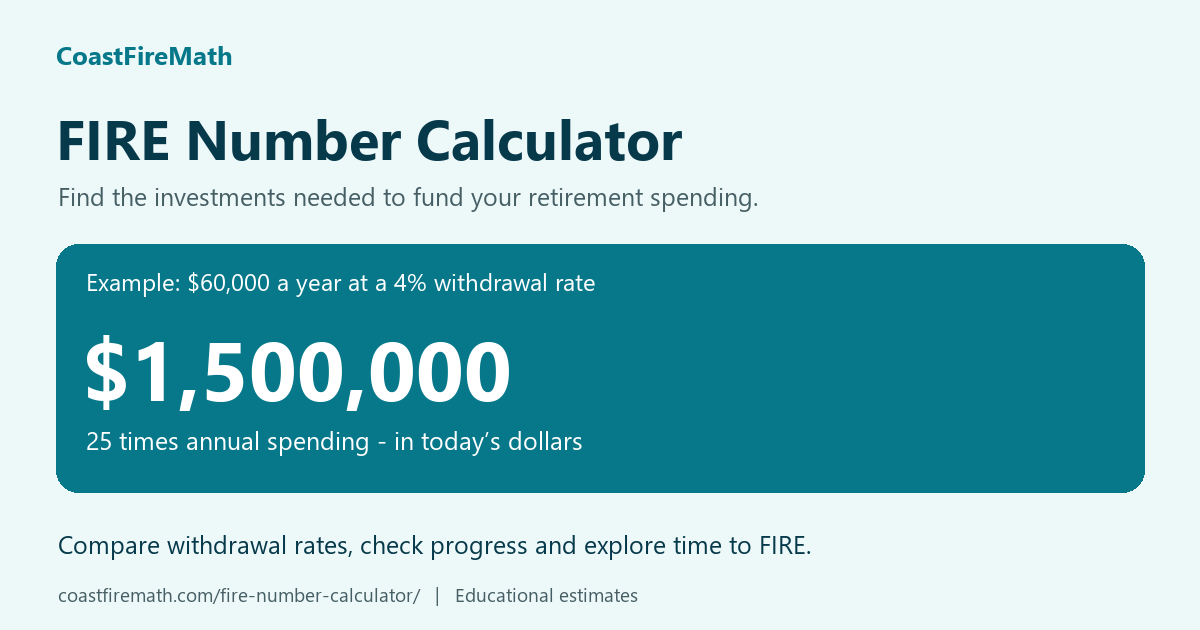 CoastFireMath
FIRE Number Calculator
Find the investments needed to fund your retirement spending.
Example: $60,000 a year at a 4% withdrawal rate
$1,500,000
25 times annual spending - in today’s dollars
Compare withdrawal rates, check progress and explore time to FIRE.
coastfiremath.com/fire-number-calculator/ | Educational estimates